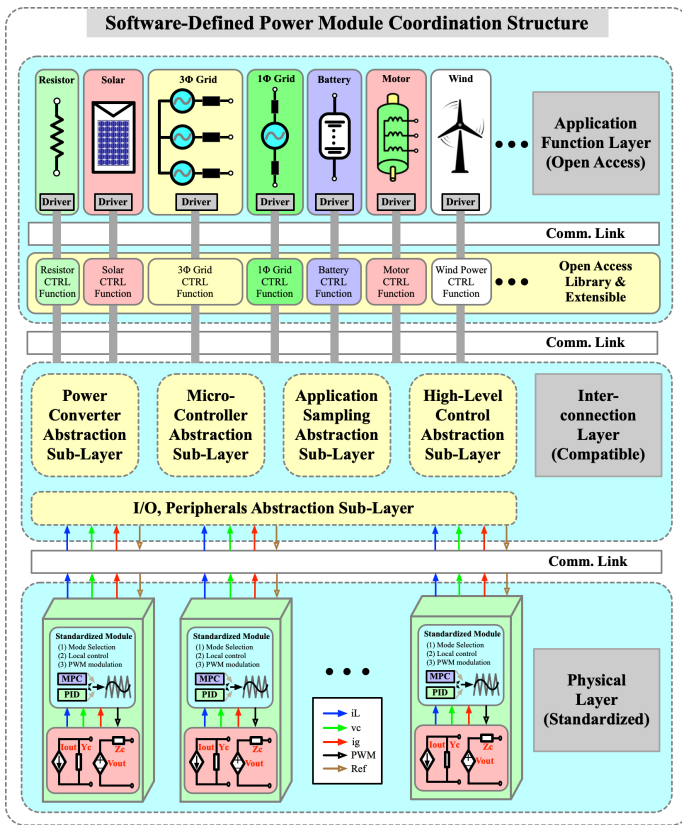 Software-Defined Power Module Coordination Structure
Resistor
Solar
3Φ Grid
1Φ Grid
Battery
Motor
Wind
Driver
Driver
Driver
Driver
Driver
Driver
Driver
Application
Function Layer
(Open Access)
Comm. Link
Resistor
CTRL
Function
Solar
CTRL
Function
3Φ Grid
CTRL
Function
1Φ Grid
CTRL
Function
Battery
CTRL
Function
Motor
CTRL
Function
Wind Power
CTRL
Function
Open Access
Library &
Extensible
Comm. Link
Power
Converter
Abstraction
Sub-Layer
Micro-
Controller
Abstraction
Sub-Layer
Application
Sampling
Abstraction
Sub-Layer
High-Level
Control
Abstraction
Sub-Layer
Inter-
connection
Layer
(Compatible)
I/O, Peripherals Abstraction Sub-Layer
Comm. Link
Standardized Module
(1) Mode Selection
(2) Local control
(3) PWM modulation
MPC
PID
Iout Yc Zc
Vout
Standardized Module
(1) Mode Selection
(2) Local control
(3) PWM modulation
MPC
PID
Iout Yc Zc
Vout
iL
vc
ig
PWM
Ref
Standardized Module
(1) Mode Selection
(2) Local control
(3) PWM modulation
MPC
PID
Iout Yc Zc
Vout
Physical
Layer
(Standardized)